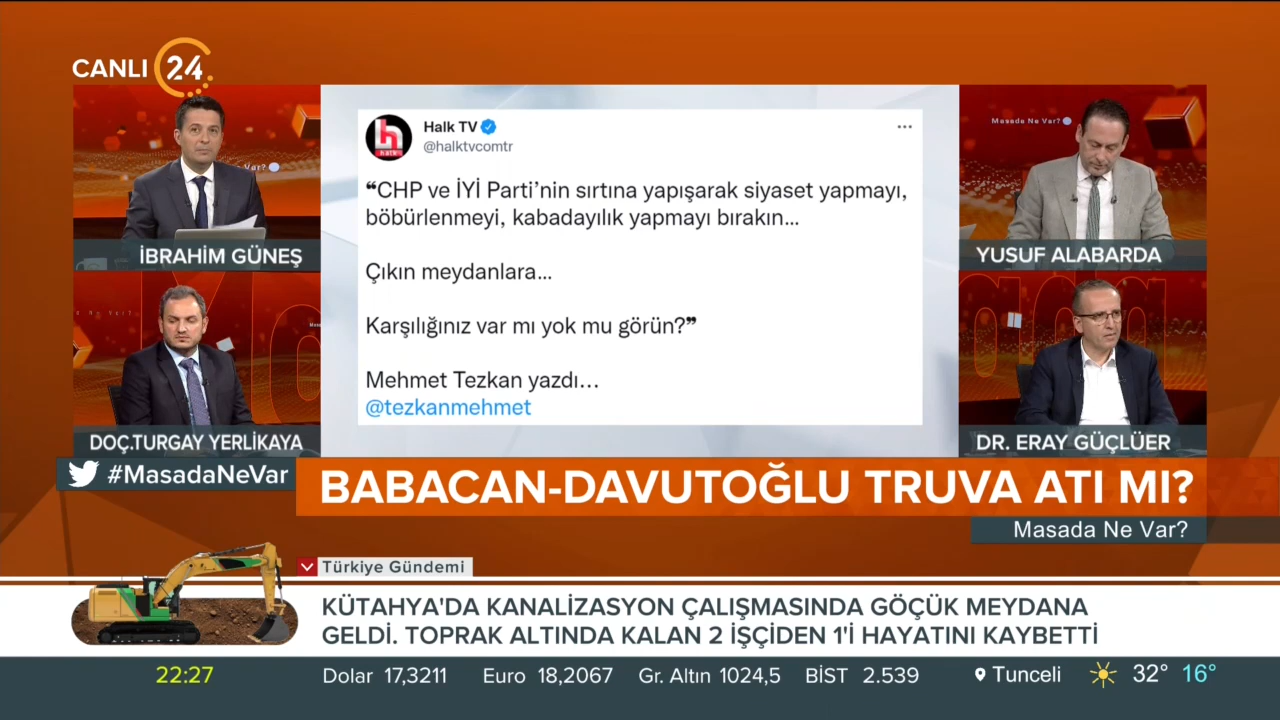 CANLI 24
Masada Ne Var?
İBRAHİM GÜNEŞ
YUSUF ALABARDA
DOÇ.TURGAY YERLİKAYA
DR. ERAY GÜÇLÜER
Halk TV
@halktvcomtr
halk
❝CHP ve İYİ Parti’nin sırtına yapışarak siyaset yapmayı,
böbürlenmeyi, kabadayılık yapmayı bırakın...
Çıkın meydanlara...
Karşılığınız var mı yok mu görün?❞
Mehmet Tezkan yazdı...
@tezkanmehmet
#MasadaNeVar
BABACAN-DAVUTOĞLU TRUVA ATI MI?
Masada Ne Var?
Türkiye Gündemi
KÜTAHYA'DA KANALİZASYON ÇALIŞMASINDA GÖÇÜK MEYDANA
GELDİ. TOPRAK ALTINDA KALAN 2 İŞÇİDEN 1'İ HAYATINI KAYBETTİ
22:27 Dolar 17,3211 Euro 18,2067 Gr. Altın 1024,5 BİST 2.539 Tunceli 32° 16°